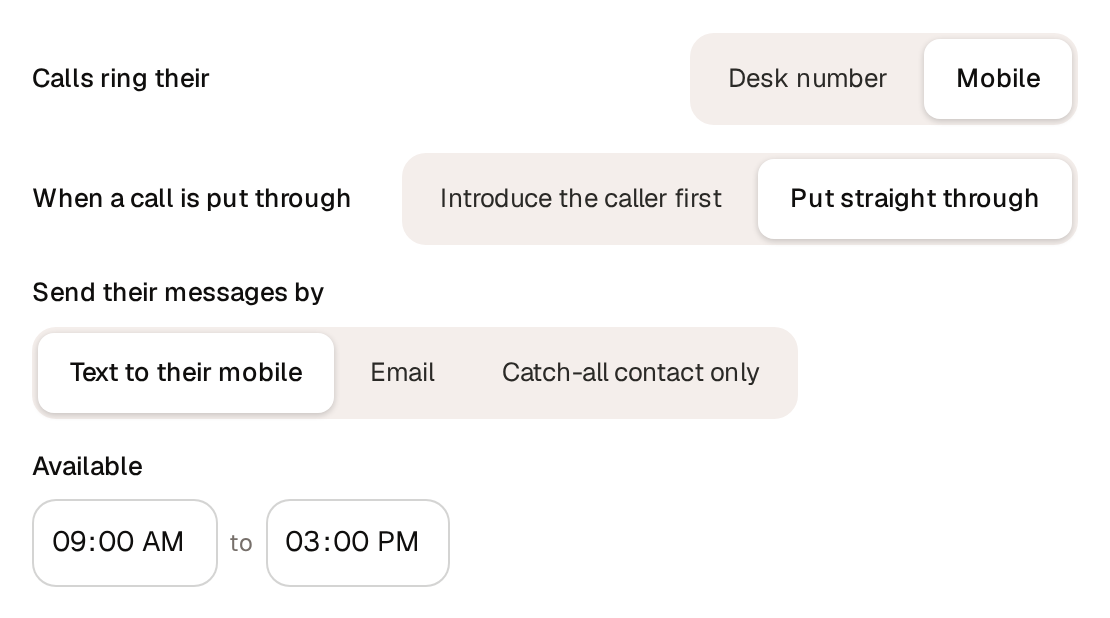 Calls ring their Desk number Mobile
When a call is put through Introduce the caller first Put straight through
Send their messages by
Text to their mobile Email Catch-all contact only
Available
09:00 AM to 03:00 PM